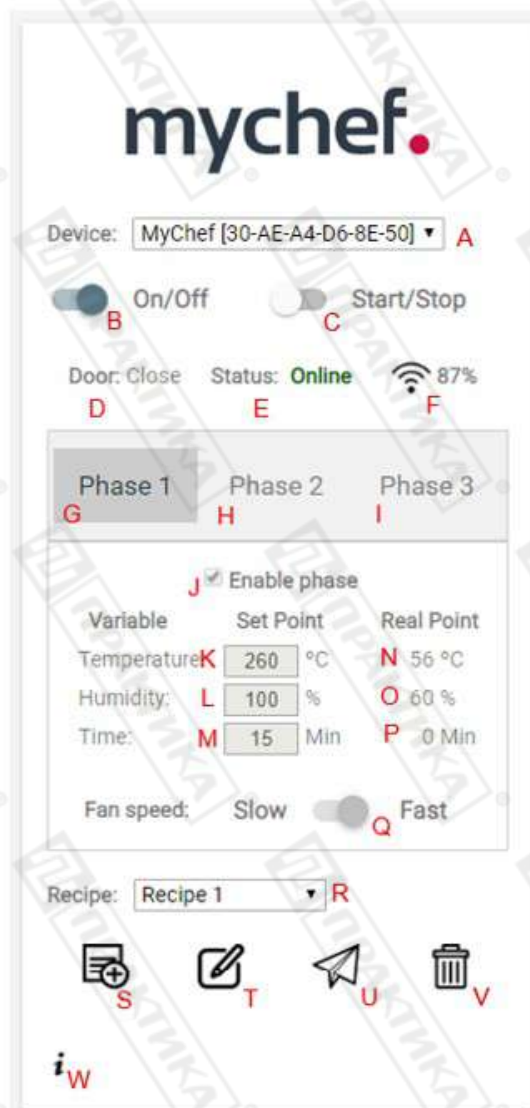 mychef.
Device: MyChef [30-AE-A4-D6-8E-50] A
On/Off Start/Stop
B C
Door: Close Status: Online 87%
D E F
Phase 1 Phase 2 Phase 3
G H I
J Enable phase
Variable Set Point Real Point
Temperature K 260 °C N 56 °C
Humidity: L 100 % O 60 %
Time: M 15 Min P 0 Min
Fan speed: Slow Q Fast
Recipe: Recipe 1 R
S T U V
i W
ПРАКТИКА